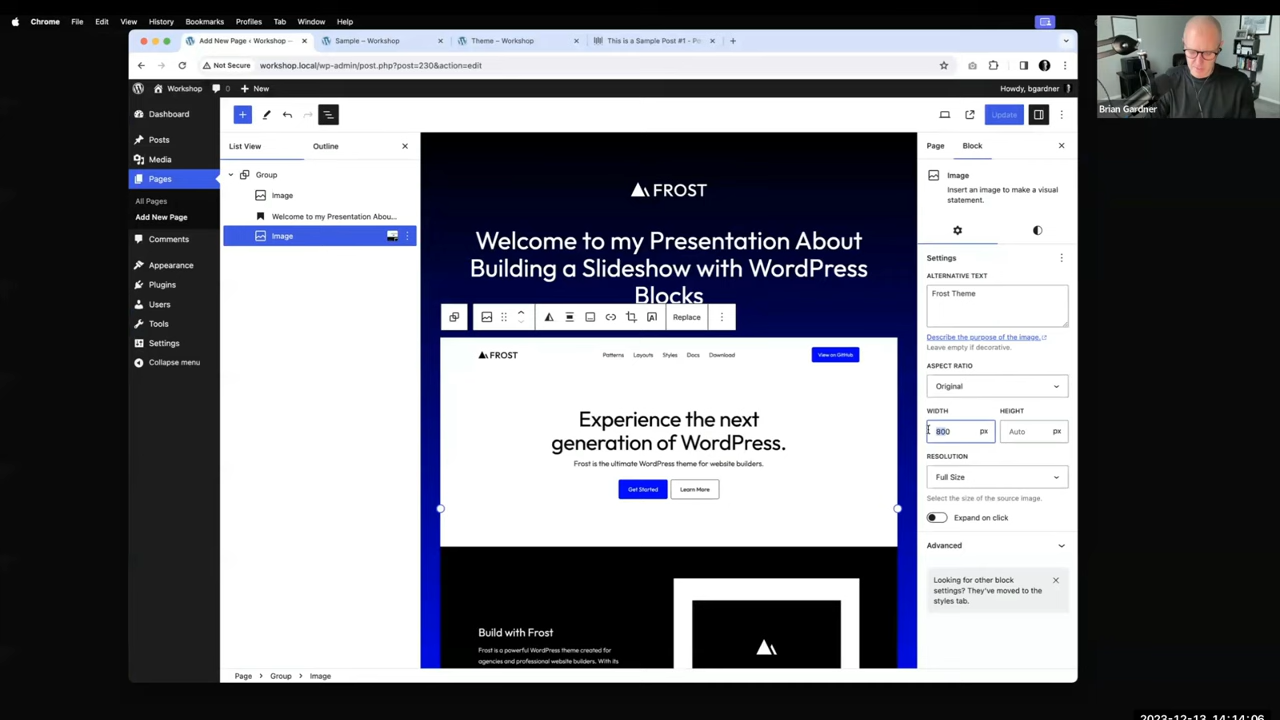 Chrome File Edit View History Bookmarks Profiles Tab Window Help
Add New Page ‹ Workshop —
Sample – Workshop
Theme – Workshop
This is a Sample Post #1 - Pi
Not Secure
workshop.local/wp-admin/post.php?post=230&action=edit
Brian Gardner
Workshop
0
New
Howdy, bgardner
Dashboard
Posts
Media
Pages
All Pages
Add New Page
Comments
Appearance
Plugins
Users
Tools
Settings
Collapse menu
Update
List View
Outline
Group
Image
Welcome to my Presentation Abou...
Image
FROST
Welcome to my Presentation About
Building a Slideshow with WordPress
Blocks
Replace
FROST
Patterns Layouts Styles Docs Download
View on GitHub
Experience the next
generation of WordPress.
Frost is the ultimate WordPress theme for website builders.
Get Started
Learn More
Build with Frost
Frost is a powerful WordPress theme created for
agencies and professional website builders. With its
Page
Block
Image
Insert an image to make a visual
statement.
Settings
ALTERNATIVE TEXT
Frost Theme
Describe the purpose of the image.
Leave empty if decorative.
ASPECT RATIO
Original
WIDTH
HEIGHT
800 px
Auto px
RESOLUTION
Full Size
Select the size of the source image.
Expand on click
Advanced
Looking for other block
settings? They've moved to the
styles tab.
Page > Group > Image
2023-12-13 14:14:06